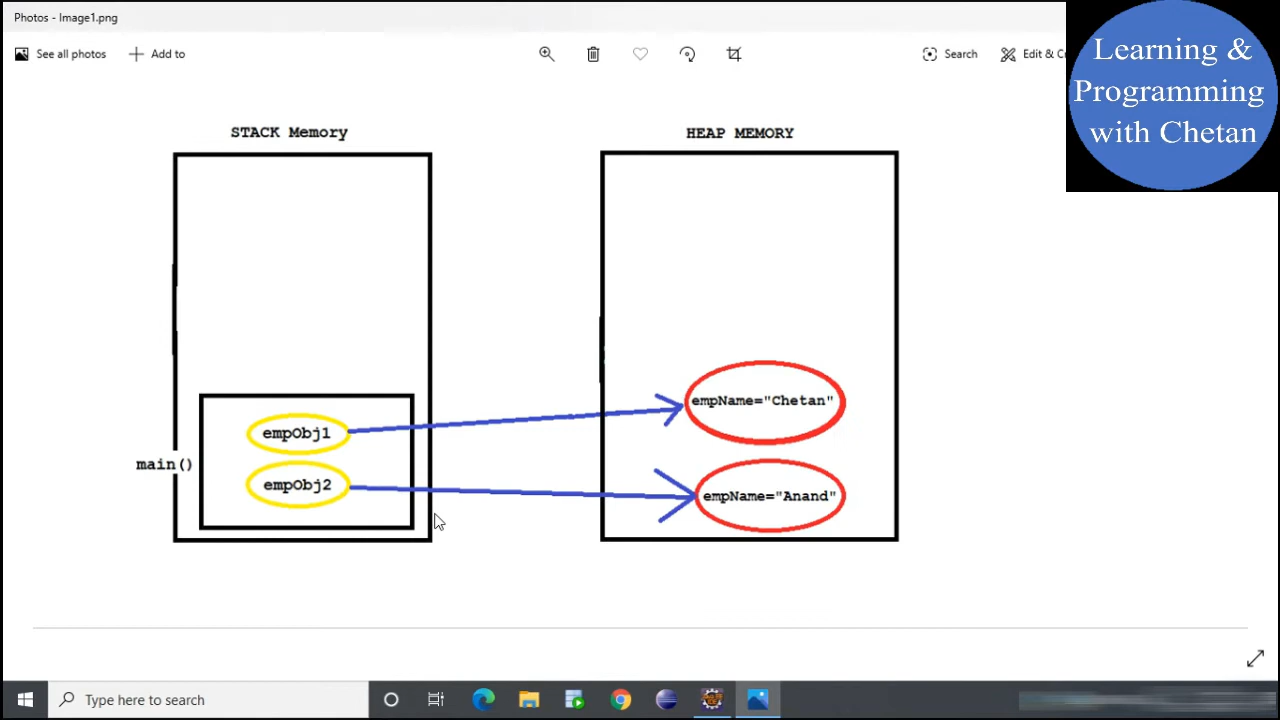 Photos - Image1.png
See all photos
Add to
Search
Edit & Cr
Learning &
Programming
with Chetan
STACK Memory
HEAP MEMORY
empName="Chetan"
empObj1
main()
empObj2
empName="Anand"
Type here to search